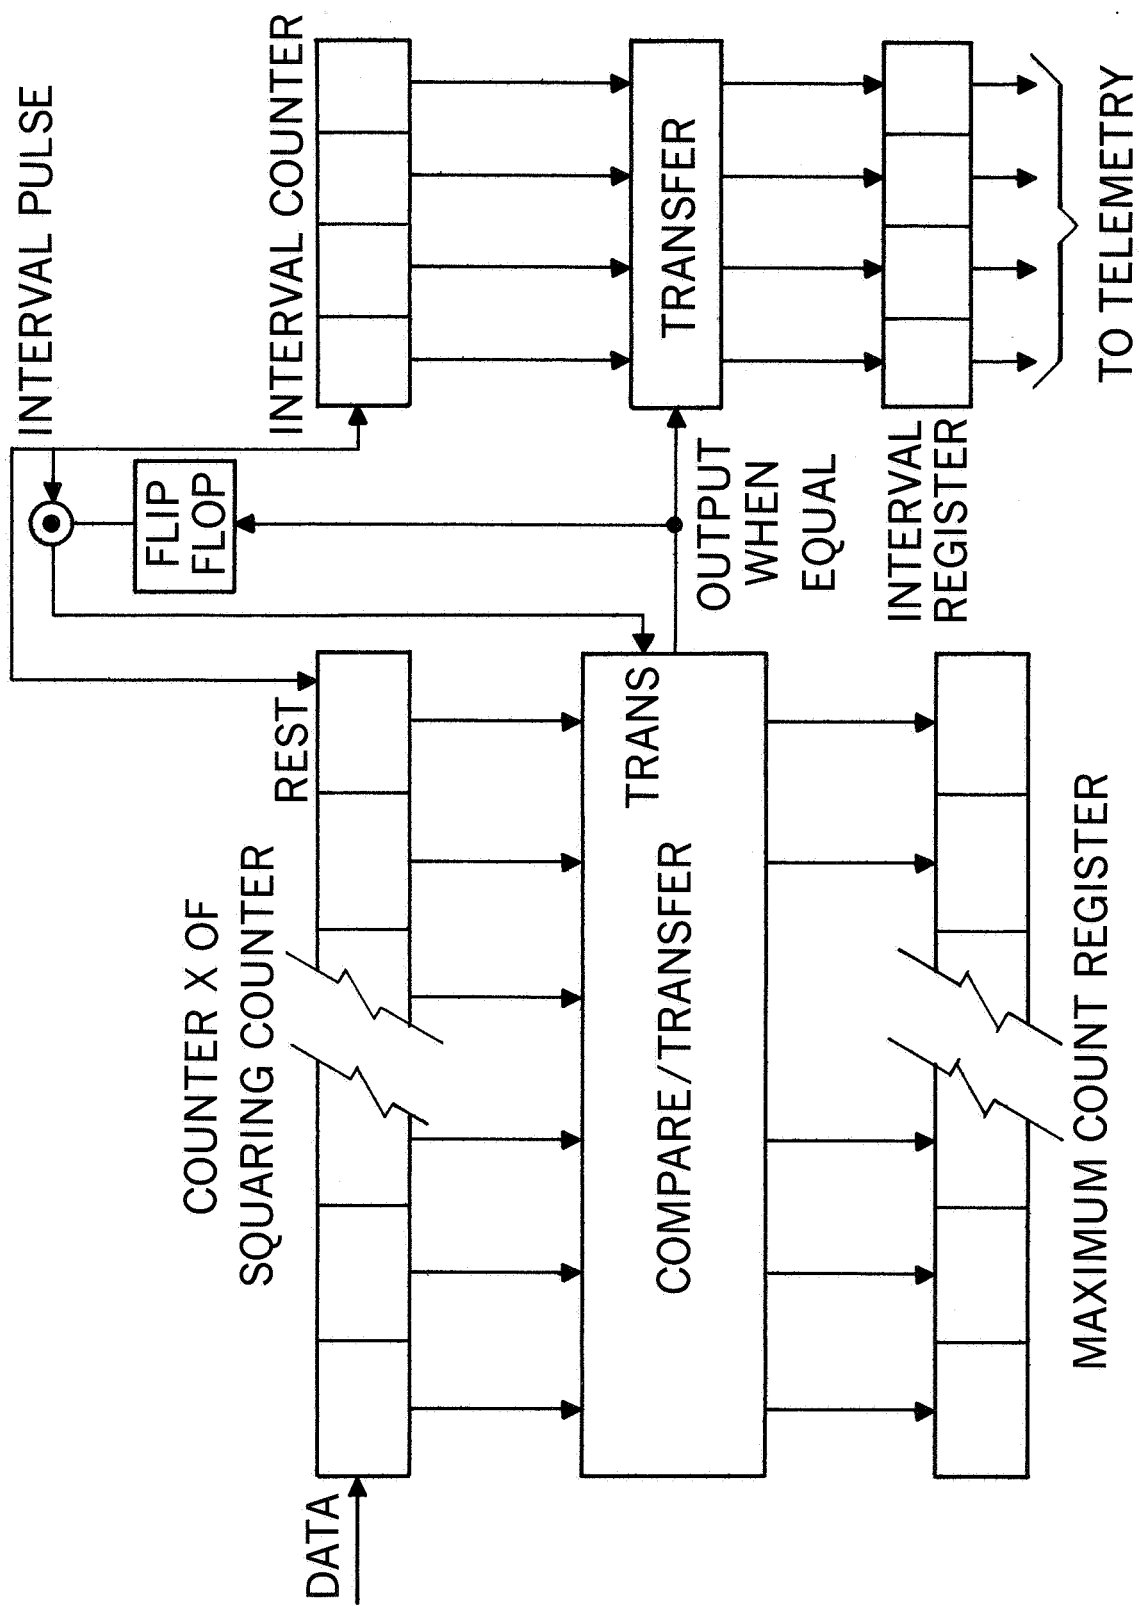 INTERVAL PULSE
COUNTER X OF
SQUARING COUNTER
REST
INTERVAL COUNTER
DATA
FLIP
FLOP
COMPARE/TRANSFER
TRANS
TRANSFER
OUTPUT
WHEN
EQUAL
INTERVAL
REGISTER
MAXIMUM COUNT REGISTER
TO TELEMETRY